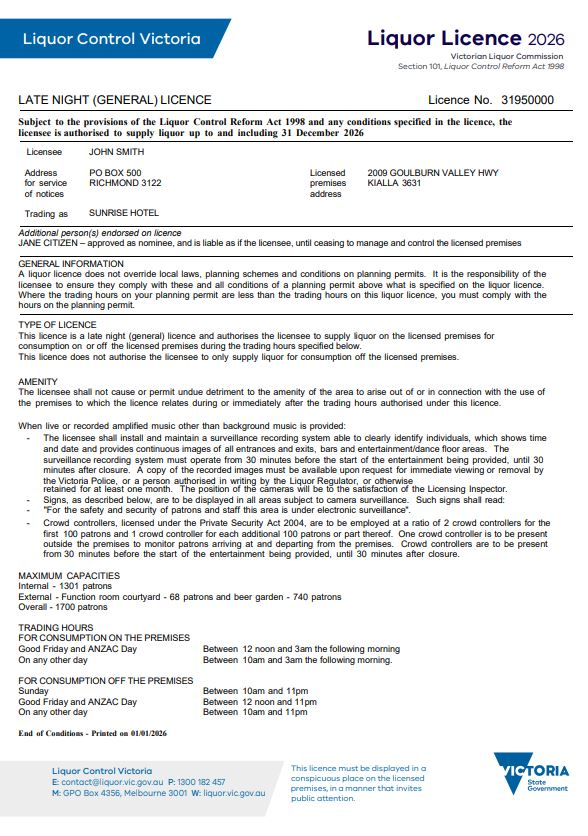 Liquor Control Victoria
Liquor Licence 2026
Victorian Liquor Commission
Section 101, Liquor Control Reform Act 1998
LATE NIGHT (GENERAL) LICENCE Licence No. 31950000
Subject to the provisions of the Liquor Control Reform Act 1998 and any conditions specified in the licence, the
licensee is authorised to supply liquor up to and including 31 December 2026
Licensee JOHN SMITH
Address PO BOX 500 Licensed 2009 GOULBURN VALLEY HWY
for service RICHMOND 3122 premises KIALLA 3631
of notices address
Trading as SUNRISE HOTEL
Additional person(s) endorsed on licence
JANE CITIZEN – approved as nominee, and is liable as if the licensee, until ceasing to manage and control the licensed premises
GENERAL INFORMATION
A liquor licence does not override local laws, planning schemes and conditions on planning permits. It is the responsibility of the
licensee to ensure they comply with these and all conditions of a planning permit above what is specified on the liquor licence.
Where the trading hours on your planning permit are less than the trading hours on this liquor licence, you must comply with the
hours on the planning permit.
TYPE OF LICENCE
This licence is a late night (general) licence and authorises the licensee to supply liquor on the licensed premises for
consumption on or off the licensed premises during the trading hours specified below.
This licence does not authorise the licensee to only supply liquor for consumption off the licensed premises.
AMENITY
The licensee shall not cause or permit undue detriment to the amenity of the area to arise out of or in connection with the use of
the premises to which the licence relates during or immediately after the trading hours authorised under this licence.
When live or recorded amplified music other than background music is provided:
- The licensee shall install and maintain a surveillance recording system able to clearly identify individuals, which shows time
and date and provides continuous images of all entrances and exits, bars and entertainment/dance floor areas. The
surveillance recording system must operate from 30 minutes before the start of the entertainment being provided, until 30
minutes after closure. A copy of the recorded images must be available upon request for immediate viewing or removal by
the Victoria Police, or a person authorised in writing by the Liquor Regulator, or otherwise
retained for at least one month. The position of the cameras will be to the satisfaction of the Licensing Inspector.
- Signs, as described below, are to be displayed in all areas subject to camera surveillance. Such signs shall read:
- "For the safety and security of patrons and staff this area is under electronic surveillance".
- Crowd controllers, licensed under the Private Security Act 2004, are to be employed at a ratio of 2 crowd controllers for the
first 100 patrons and 1 crowd controller for each additional 100 patrons or part thereof. One crowd controller is to be present
outside the premises to monitor patrons arriving at and departing from the premises. Crowd controllers are to be present
from 30 minutes before the start of the entertainment being provided, until 30 minutes after closure.
MAXIMUM CAPACITIES
Internal - 1301 patrons
External - Function room courtyard - 68 patrons and beer garden - 740 patrons
Overall - 1700 patrons
TRADING HOURS
FOR CONSUMPTION ON THE PREMISES
Good Friday and ANZAC Day Between 12 noon and 3am the following morning
On any other day Between 10am and 3am the following morning.
FOR CONSUMPTION OFF THE PREMISES
Sunday Between 10am and 11pm
Good Friday and ANZAC Day Between 12 noon and 11pm
On any other day Between 10am and 11pm
End of Conditions - Printed on 01/01/2026
Liquor Control Victoria
E: contact@liquor.vic.gov.au P: 1300 182 457
M: GPO Box 4356, Melbourne 3001 W: liquor.vic.gov.au
This licence must be displayed in a
conspicuous place on the licensed
premises, in a manner that invites
public attention.
VICTORIA
State
Government